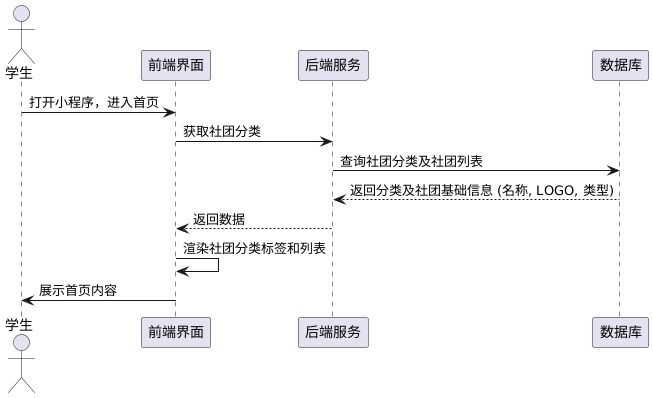 学生
前端界面
后端服务
数据库
打开小程序，进入首页
获取社团分类
查询社团分类及社团列表
返回分类及社团基础信息 (名称, LOGO, 类型)
返回数据
渲染社团分类标签和列表
展示首页内容
学生
前端界面
后端服务
数据库